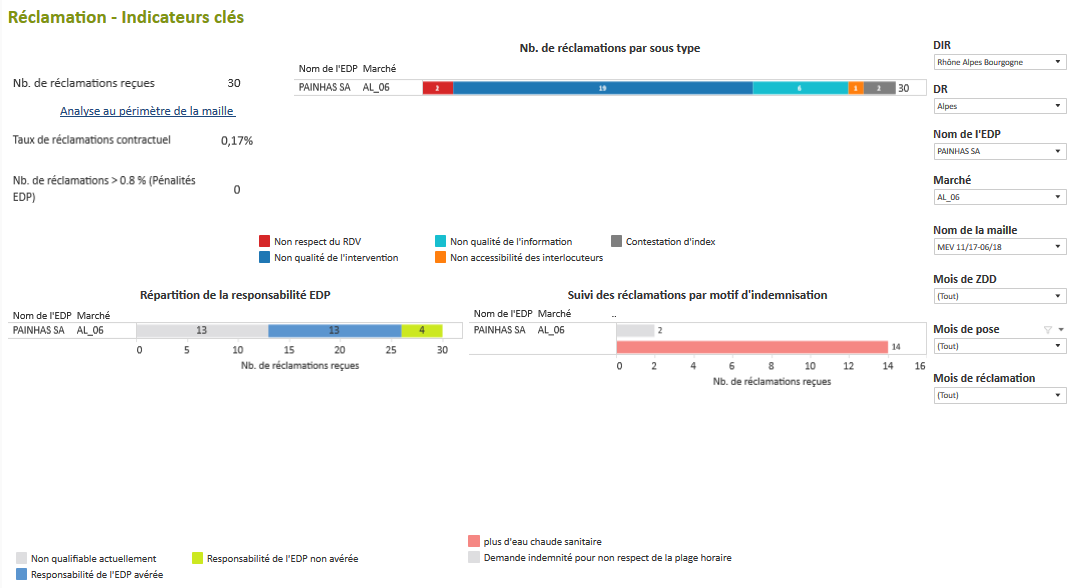 Réclamation - Indicateurs clés
Nb. de réclamations par sous type
Nom de l'EDP Marché
Nb. de réclamations reçues 30
PAINHAS SA AL_06 2 19 6 1 2 30
Analyse au périmètre de la maille
Taux de réclamations contractuel 0,17%
Nb. de réclamations > 0.8 % (Pénalités
EDP) 0
Non respect du RDV Non qualité de l'information Contestation d'index
Non qualité de l'intervention Non accessibilité des interlocuteurs
Répartition de la responsabilité EDP
Nom de l'EDP Marché
PAINHAS SA AL_06 13 13 4
0 5 10 15 20 25 30
Nb. de réclamations reçues
Suivi des réclamations par motif d'indemnisation
Nom de l'EDP Marché ..
PAINHAS SA AL_06 2
14
0 2 4 6 8 10 12 14 16
Nb. de réclamations reçues
Non qualifiable actuellement Responsabilité de l'EDP non avérée
Responsabilité de l'EDP avérée
plus d'eau chaude sanitaire
Demande indemnité pour non respect de la plage horaire
DIR
Rhône Alpes Bourgogne
DR
Alpes
Nom de l'EDP
PAINHAS SA
Marché
AL_06
Nom de la maille
MEV 11/17-06/18
Mois de ZDD
(Tout)
Mois de pose
(Tout)
Mois de réclamation
(Tout)